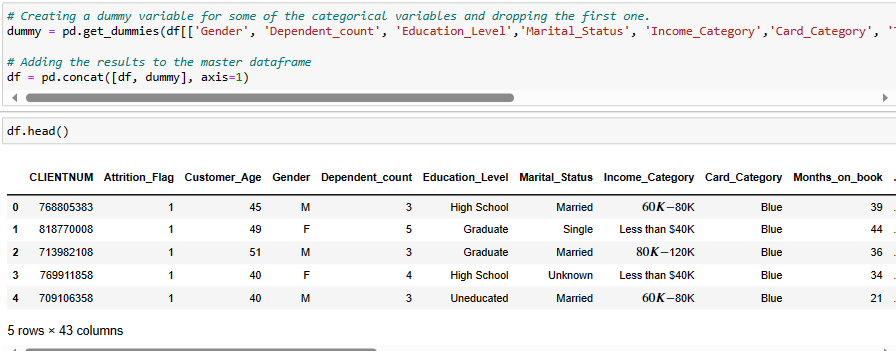 # Creating a dummy variable for some of the categorical variables and dropping the first one.
dummy = pd.get_dummies(df[['Gender', 'Dependent_count', 'Education_Level','Marital_Status', 'Income_Category','Card_Category',
# Adding the results to the master dataframe
df = pd.concat([df, dummy], axis=1)
df.head()
CLIENTNUM Attrition_Flag Customer_Age Gender Dependent_count Education_Level Marital_Status Income_Category Card_Category Months_on_book .
0 768805383 1 45 M 3 High School Married 60K−80K Blue 39 .
1 818770008 1 49 F 5 Graduate Single Less than $40K Blue 44 .
2 713982108 1 51 M 3 Graduate Married 80K−120K Blue 36 .
3 769911858 1 40 F 4 High School Unknown Less than $40K Blue 34 .
4 709106358 1 40 M 3 Uneducated Married 60K−80K Blue 21 .
5 rows × 43 columns